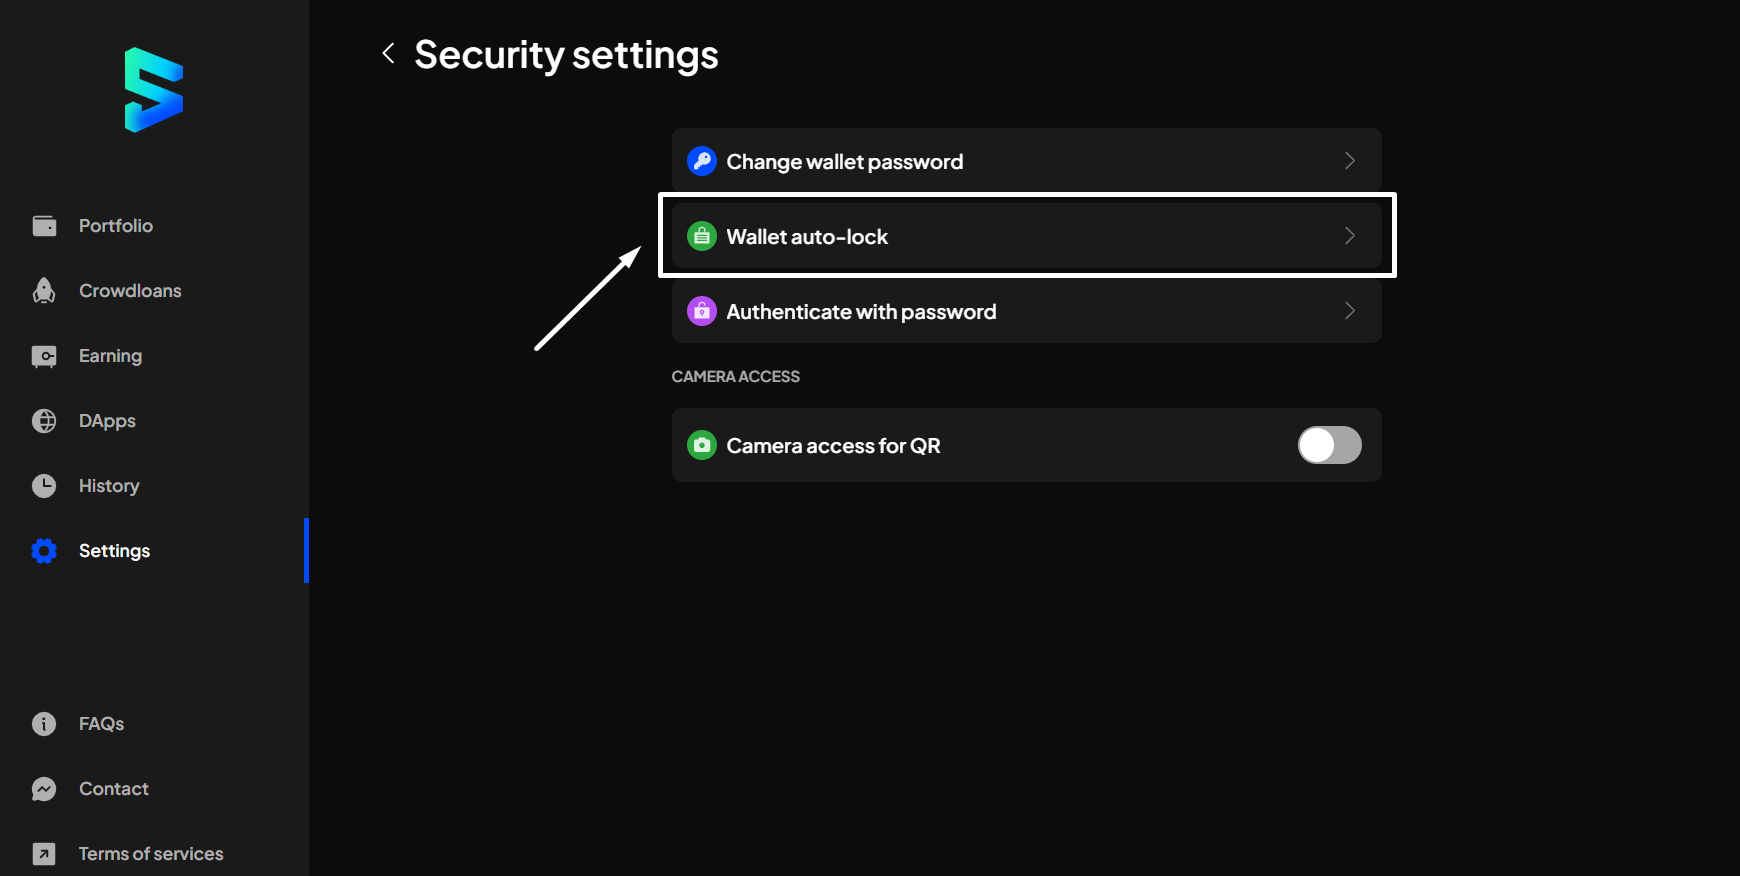 Security settings
Portfolio
Crowdloans
Earning
DApps
History
Settings
FAQs
Contact
Terms of services
Change wallet password
Wallet auto-lock
Authenticate with password
CAMERA ACCESS
Camera access for QR